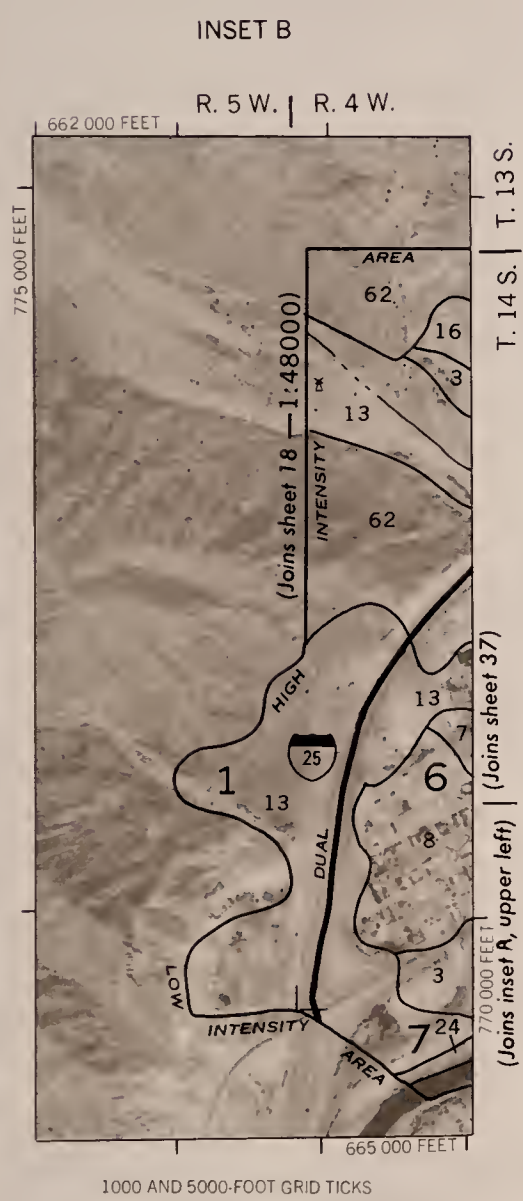 INSET B
R. 5 W. | R. 4 W.
662 000 FEET
T. 13 S.
775 000 FEET
T. 14 S.
AREA
62
16
3
(Joins sheet 18 — 1:48000)
13
INTENSITY
62
HIGH
13
7
(Joins sheet 37)
25
1
13
6
DUAL
8
(Joins inset A, upper left)
LOW
3
770 000 FEET
INTENSITY
7
24
AREA
665 000 FEET
1000 AND 5000-FOOT GRID TICKS